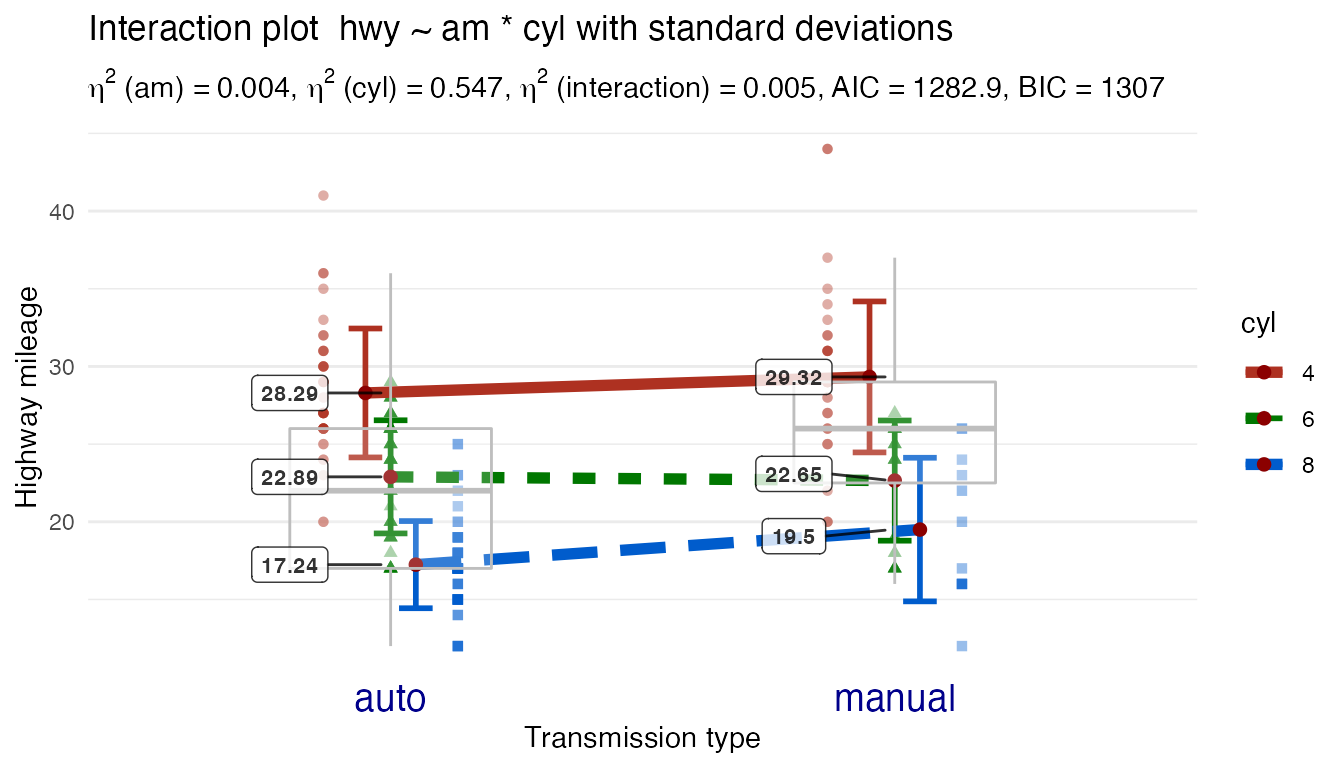 Interaction plot  hwy ~ am * cyl with standard deviations
η² (am) = 0.004, η² (cyl) = 0.547, η² (interaction) = 0.005, AIC = 1282.9, BIC = 1307
Highway mileage
40
30
20
28.29
22.89
17.24
29.32
22.65
19.5
auto
manual
Transmission type
cyl
4
6
8